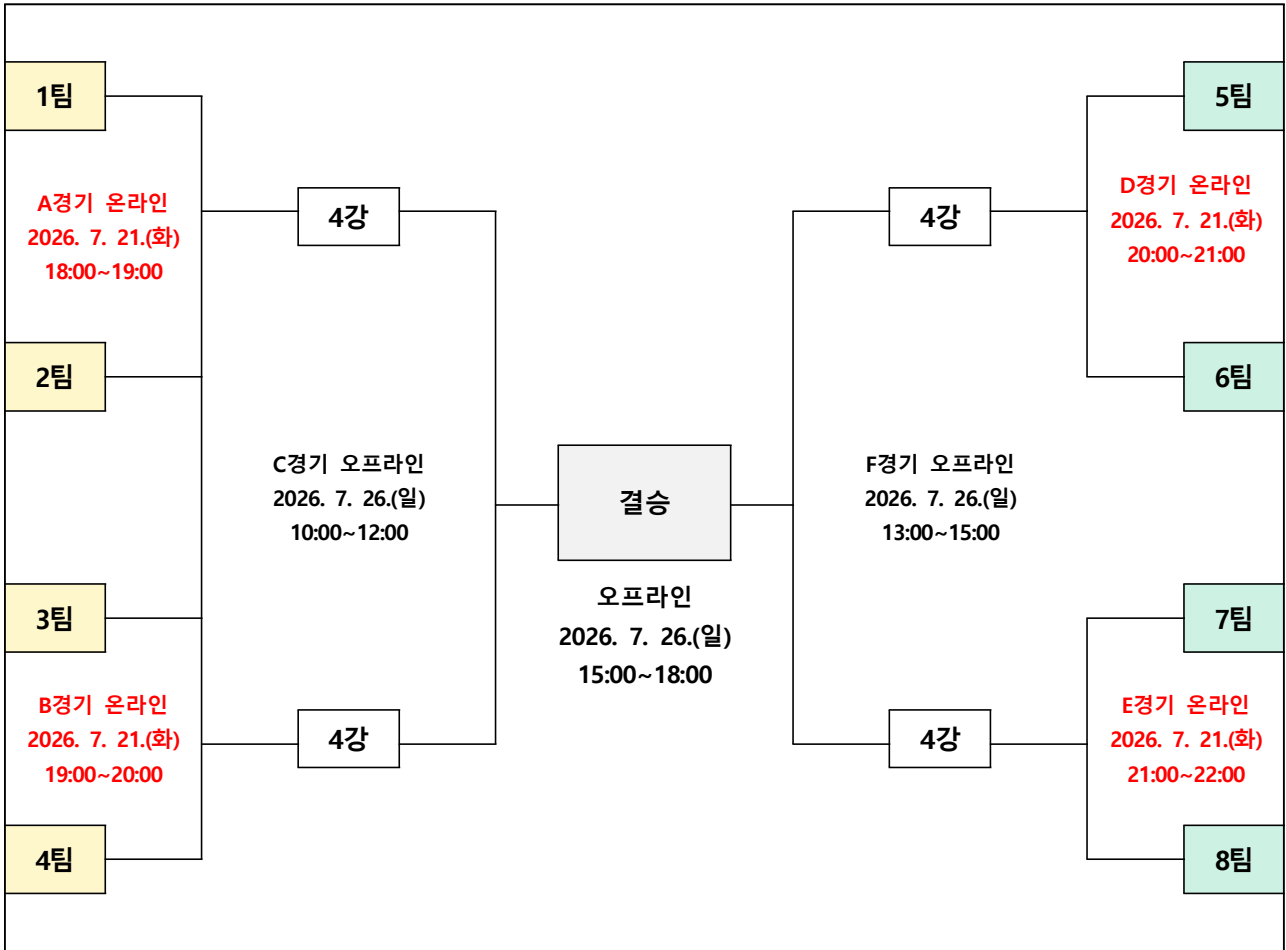 1팀
A경기 온라인
2026. 7. 21.(화)
18:00~19:00
2팀
3팀
B경기 온라인
2026. 7. 21.(화)
19:00~20:00
4팀
4강
C경기 오프라인
2026. 7. 26.(일)
10:00~12:00
4강
결승
오프라인
2026. 7. 26.(일)
15:00~18:00
4강
F경기 오프라인
2026. 7. 26.(일)
13:00~15:00
4강
5팀
D경기 온라인
2026. 7. 21.(화)
20:00~21:00
6팀
7팀
E경기 온라인
2026. 7. 21.(화)
21:00~22:00
8팀